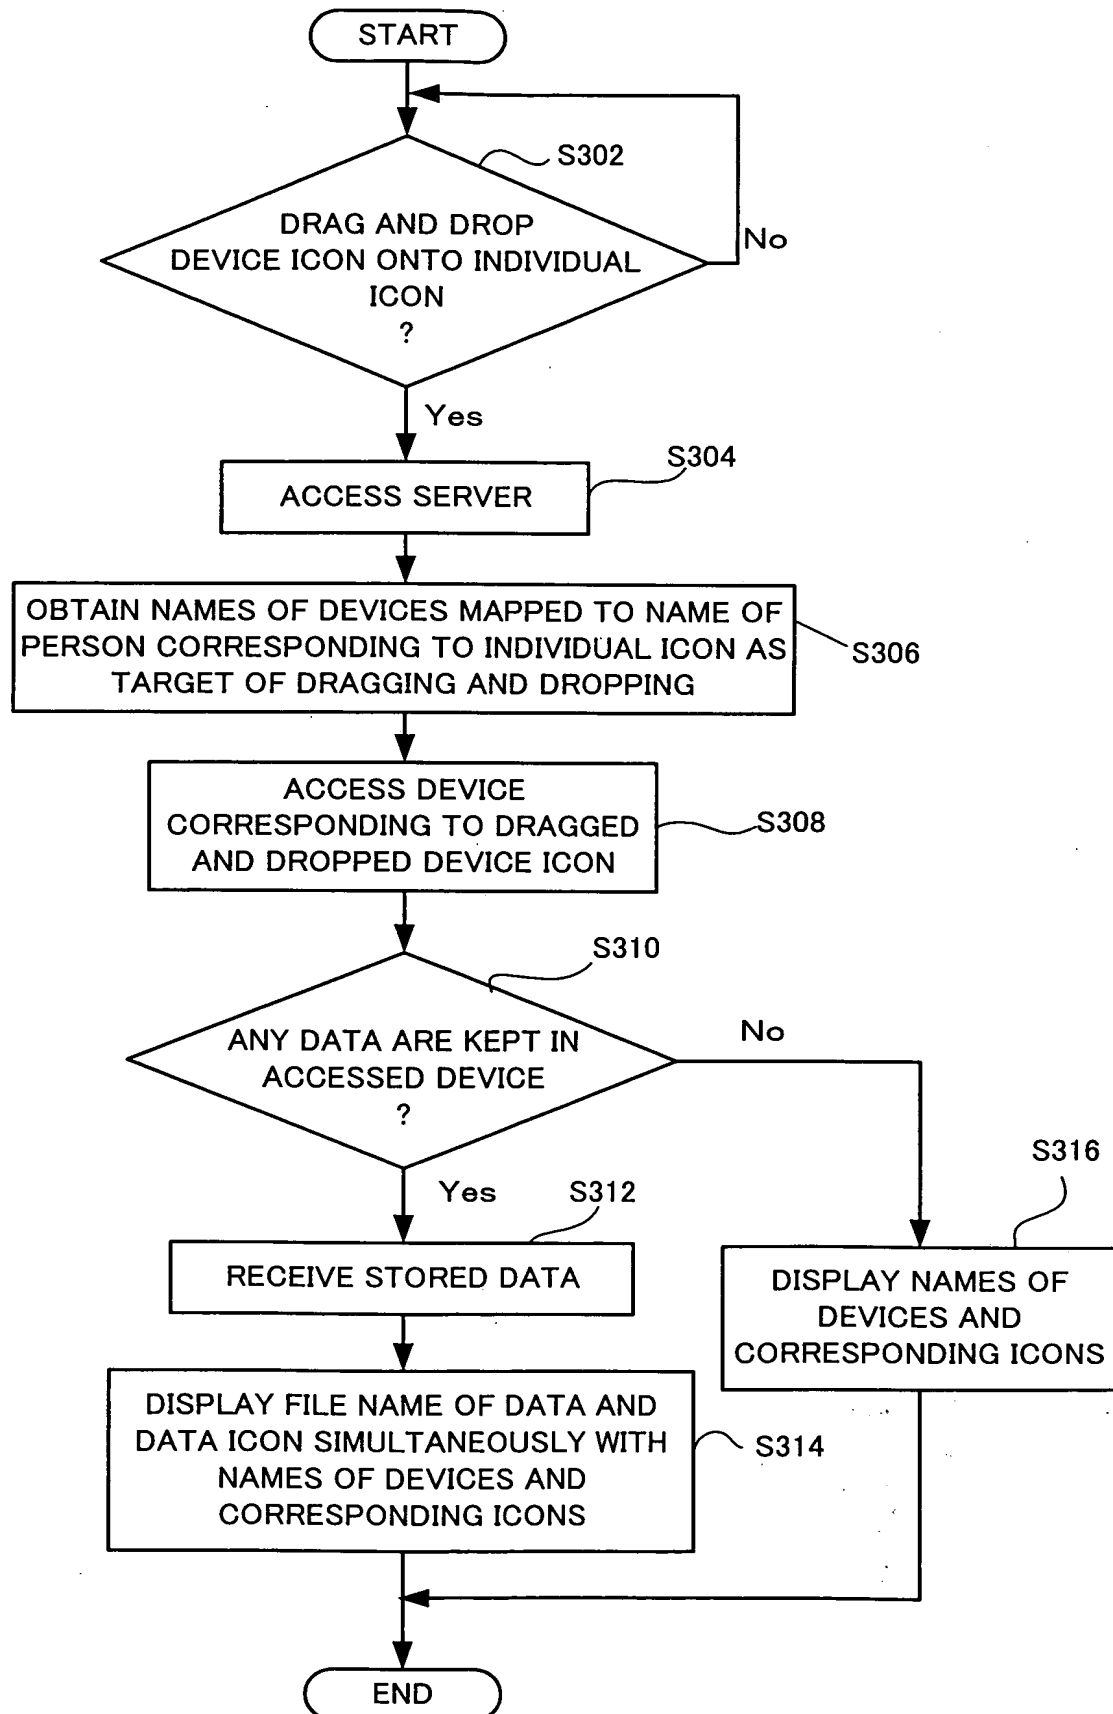 START
S302
DRAG AND DROP
DEVICE ICON ONTO INDIVIDUAL
ICON
?
No
Yes
S304
ACCESS SERVER
OBTAIN NAMES OF DEVICES MAPPED TO NAME OF
PERSON CORRESPONDING TO INDIVIDUAL ICON AS
TARGET OF DRAGGING AND DROPPING
S306
ACCESS DEVICE
CORRESPONDING TO DRAGGED
AND DROPPED DEVICE ICON
S308
S310
ANY DATA ARE KEPT IN
ACCESSED DEVICE
?
No
Yes
S312
RECEIVE STORED DATA
S316
DISPLAY NAMES OF
DEVICES AND
CORRESPONDING ICONS
DISPLAY FILE NAME OF DATA AND
DATA ICON SIMULTANEOUSLY WITH
NAMES OF DEVICES AND
CORRESPONDING ICONS
S314
END